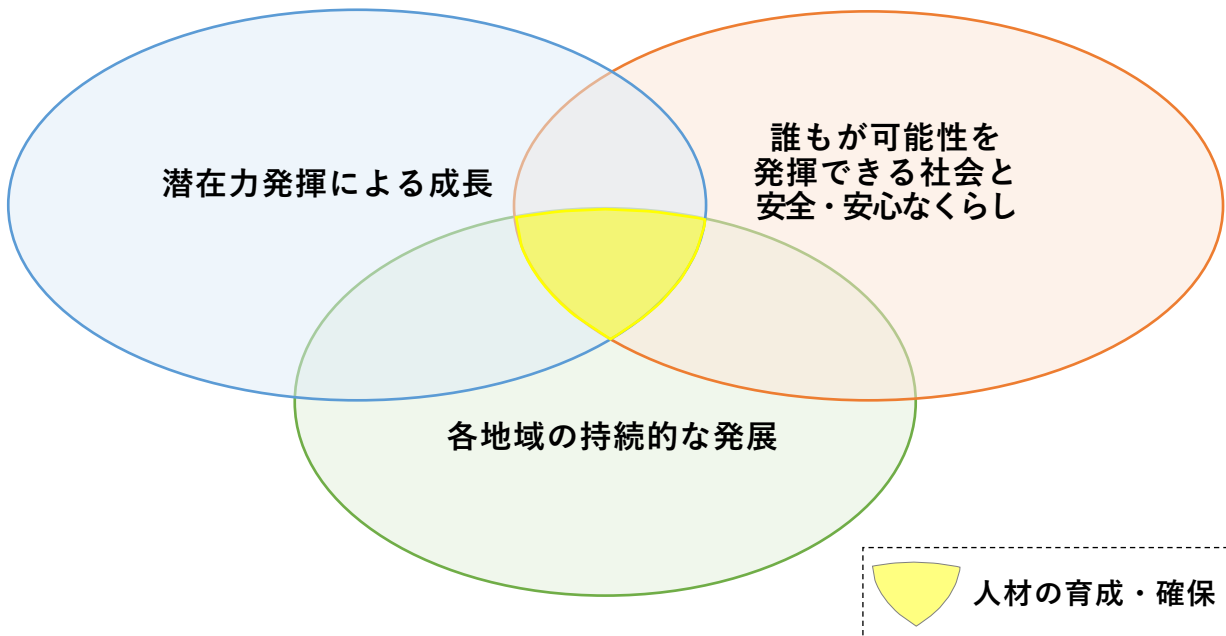 潜在力発揮による成長
誰もが可能性を
発揮できる社会と
安全・安心なくらし
各地域の持続的な発展
人材の育成・確保